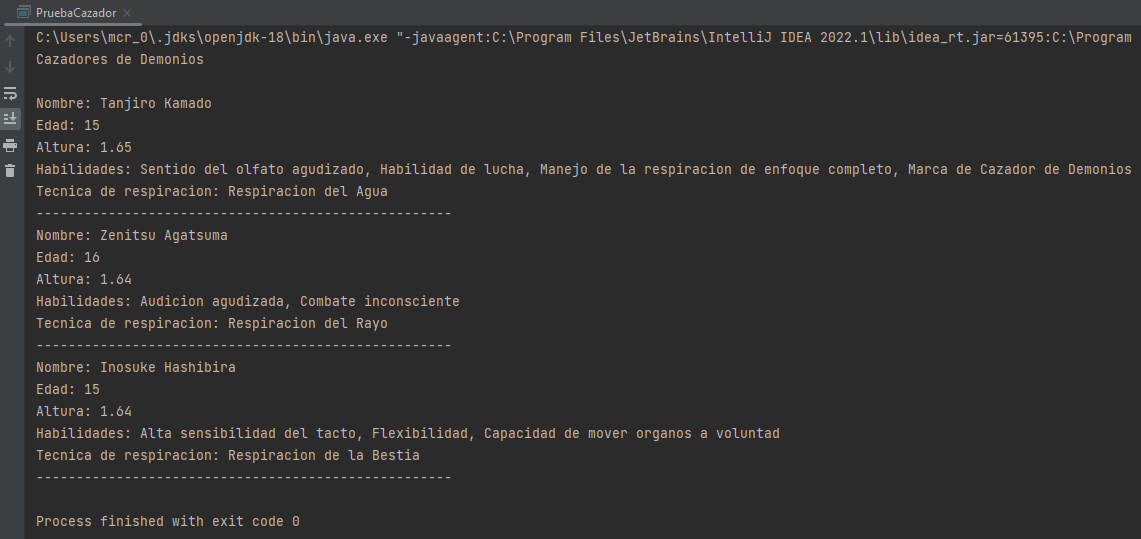 PruebaCazador
C:\Users\mcr_0\.jdks\openjdk-18\bin\java.exe "-javaagent:C:\Program Files\JetBrains\IntelliJ IDEA 2022.1\lib\idea_rt.jar=61395:C:\Program
Cazadores de Demonios
Nombre: Tanjiro Kamado
Edad: 15
Altura: 1.65
Habilidades: Sentido del olfato agudizado, Habilidad de lucha, Manejo de la respiracion de enfoque completo, Marca de Cazador de Demonios
Tecnica de respiracion: Respiracion del Agua
----------------------------------------------------
Nombre: Zenitsu Agatsuma
Edad: 16
Altura: 1.64
Habilidades: Audicion agudizada, Combate inconsciente
Tecnica de respiracion: Respiracion del Rayo
----------------------------------------------------
Nombre: Inosuke Hashibira
Edad: 15
Altura: 1.64
Habilidades: Alta sensibilidad del tacto, Flexibilidad, Capacidad de mover organos a voluntad
Tecnica de respiracion: Respiracion de la Bestia
----------------------------------------------------
Process finished with exit code 0